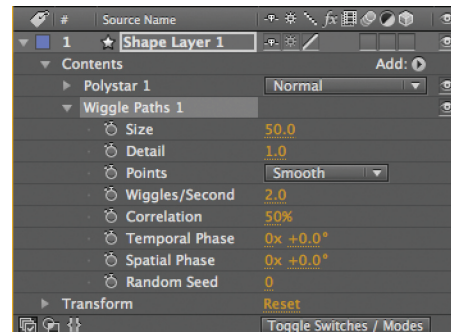 # Source Name fx
1 Shape Layer 1
Contents Add:
Polystar 1 Normal
Wiggle Paths 1
Size 50.0
Detail 1.0
Points Smooth
Wiggles/Second 2.0
Correlation 50%
Temporal Phase 0x +0.0°
Spatial Phase 0x +0.0°
Random Seed 0
Transform Reset
Toggle Switches / Modes